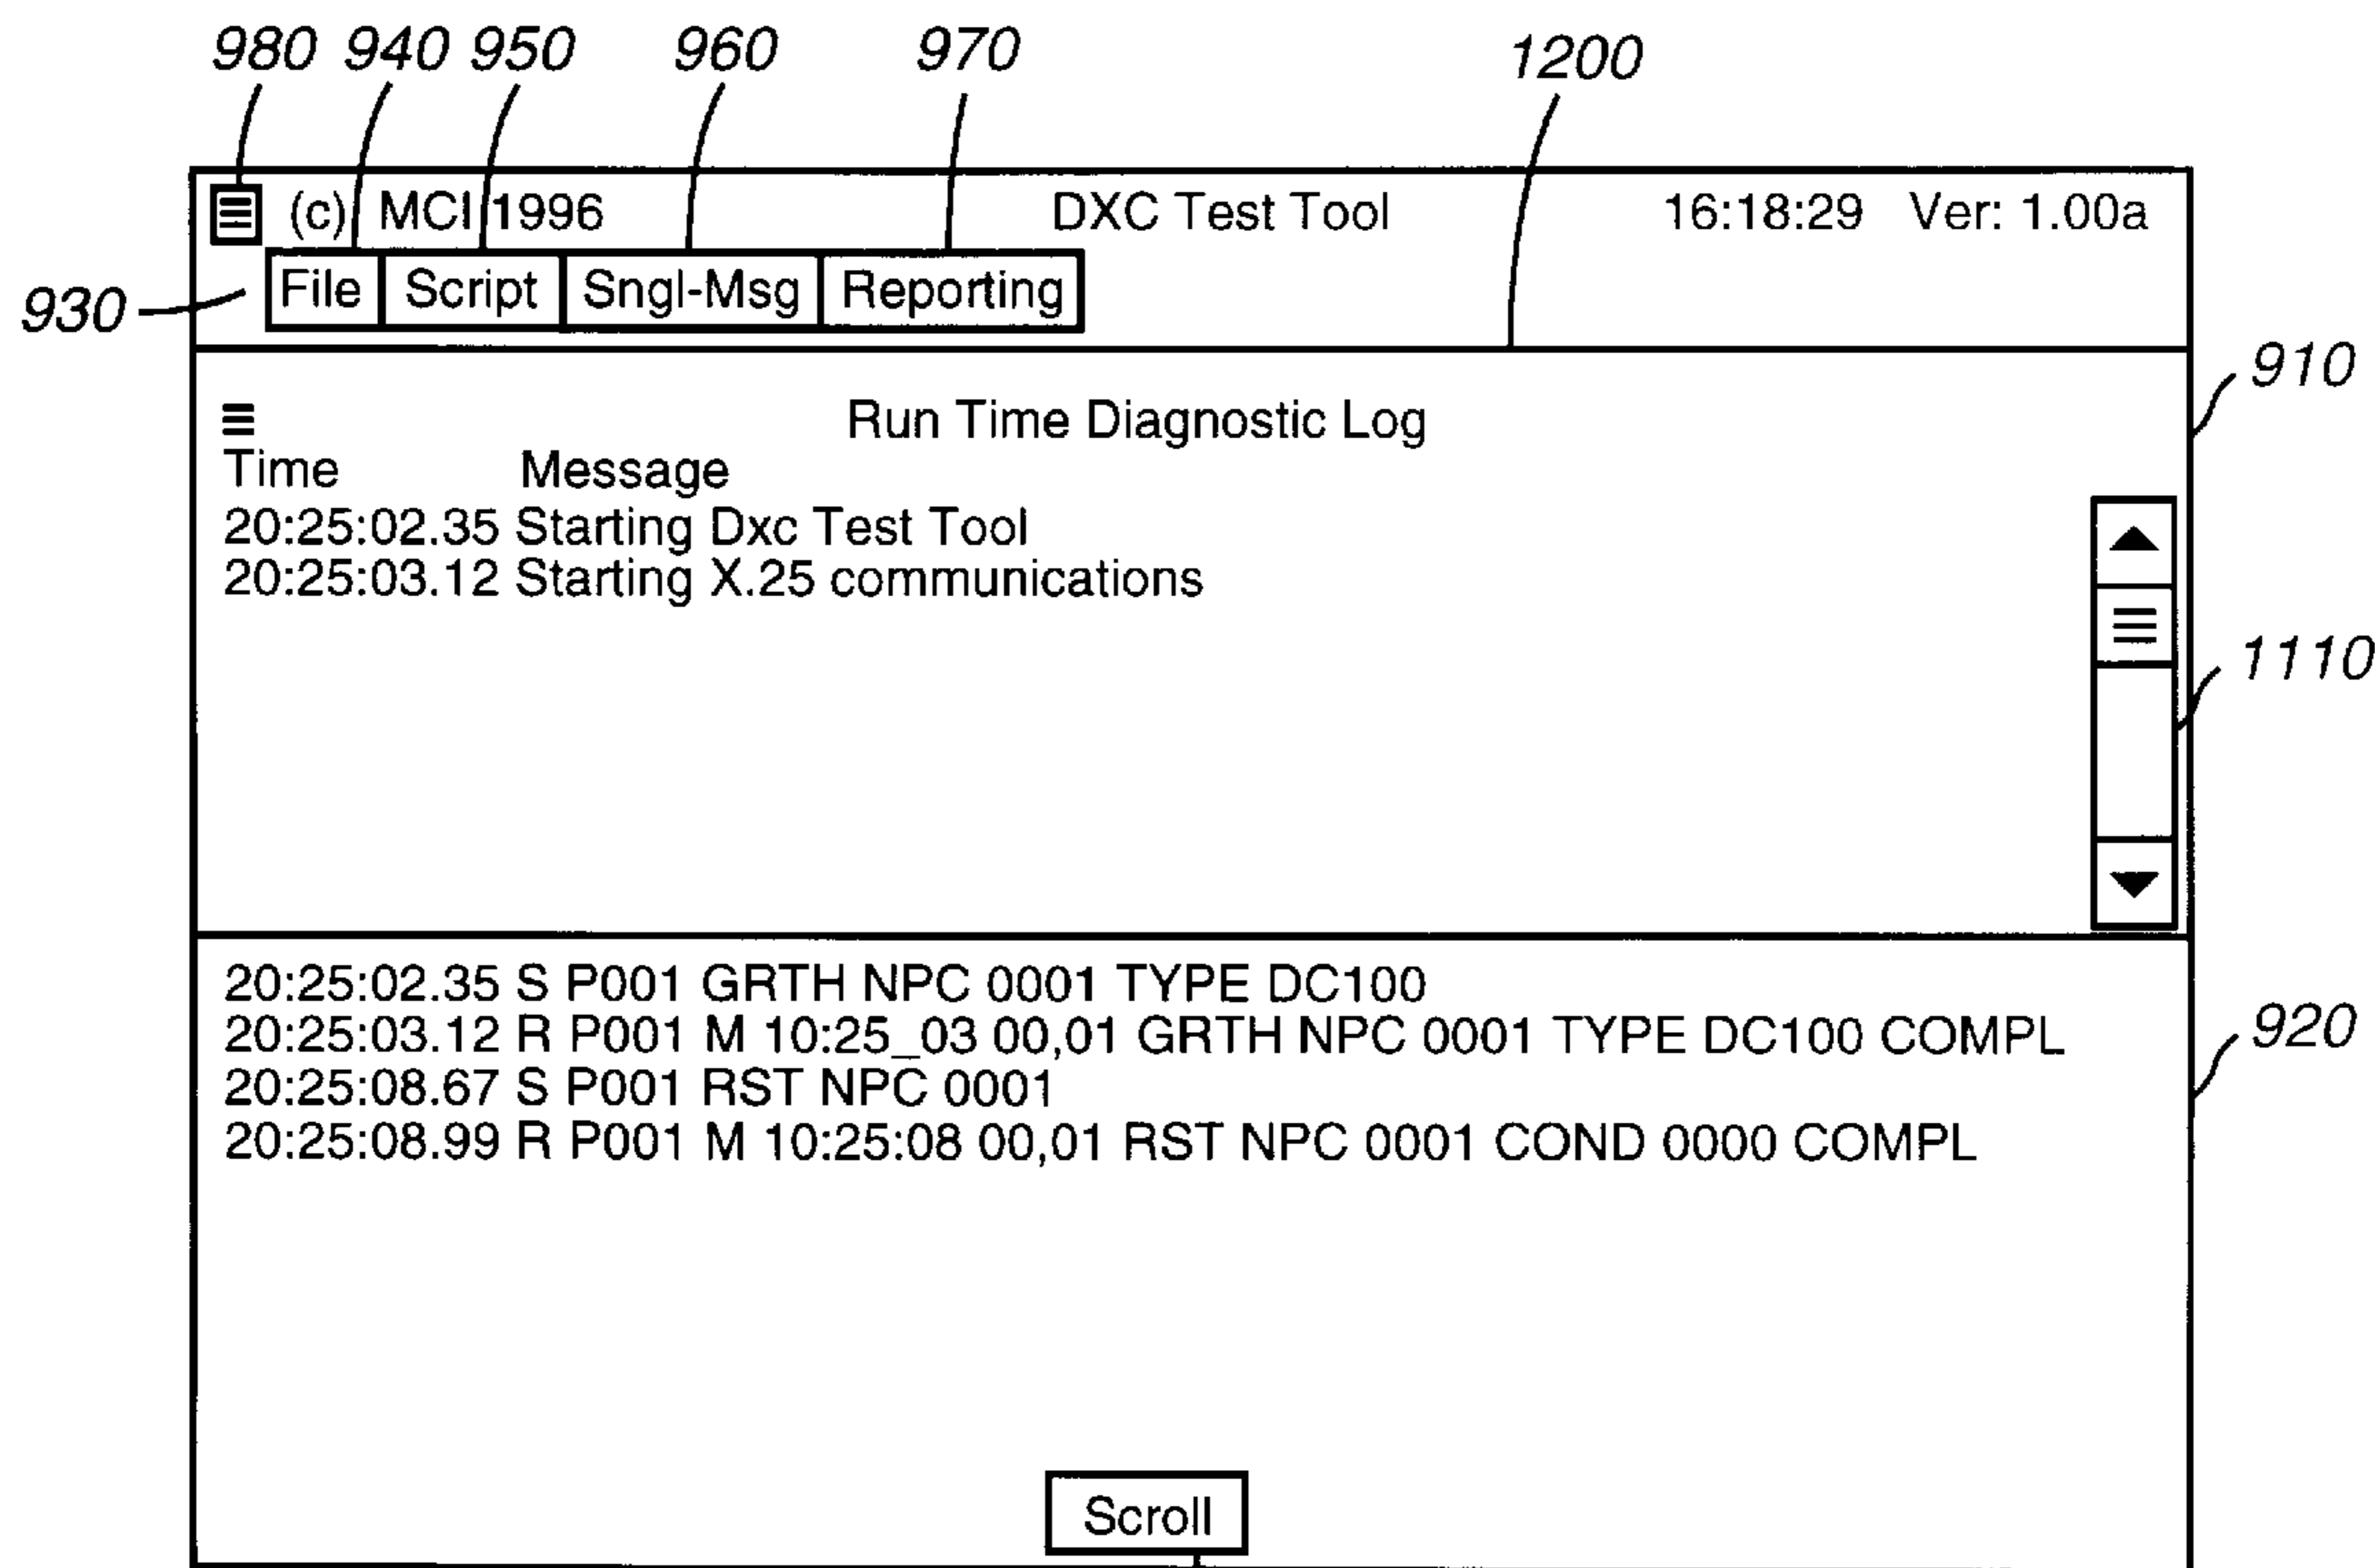 980 940 950 960 970 1200
(c) MCI 1996 DXC Test Tool 16:18:29 Ver: 1.00a
930 File Script Sngl-Msg Reporting
910
Run Time Diagnostic Log
Time Message
20:25:02.35 Starting Dxc Test Tool
20:25:03.12 Starting X.25 communications
1110
20:25:02.35 S P001 GRTH NPC 0001 TYPE DC100
20:25:03.12 R P001 M 10:25_03 00,01 GRTH NPC 0001 TYPE DC100 COMPL
920
20:25:08.67 S P001 RST NPC 0001
20:25:08.99 R P001 M 10:25:08 00,01 RST NPC 0001 COND 0000 COMPL
Scroll